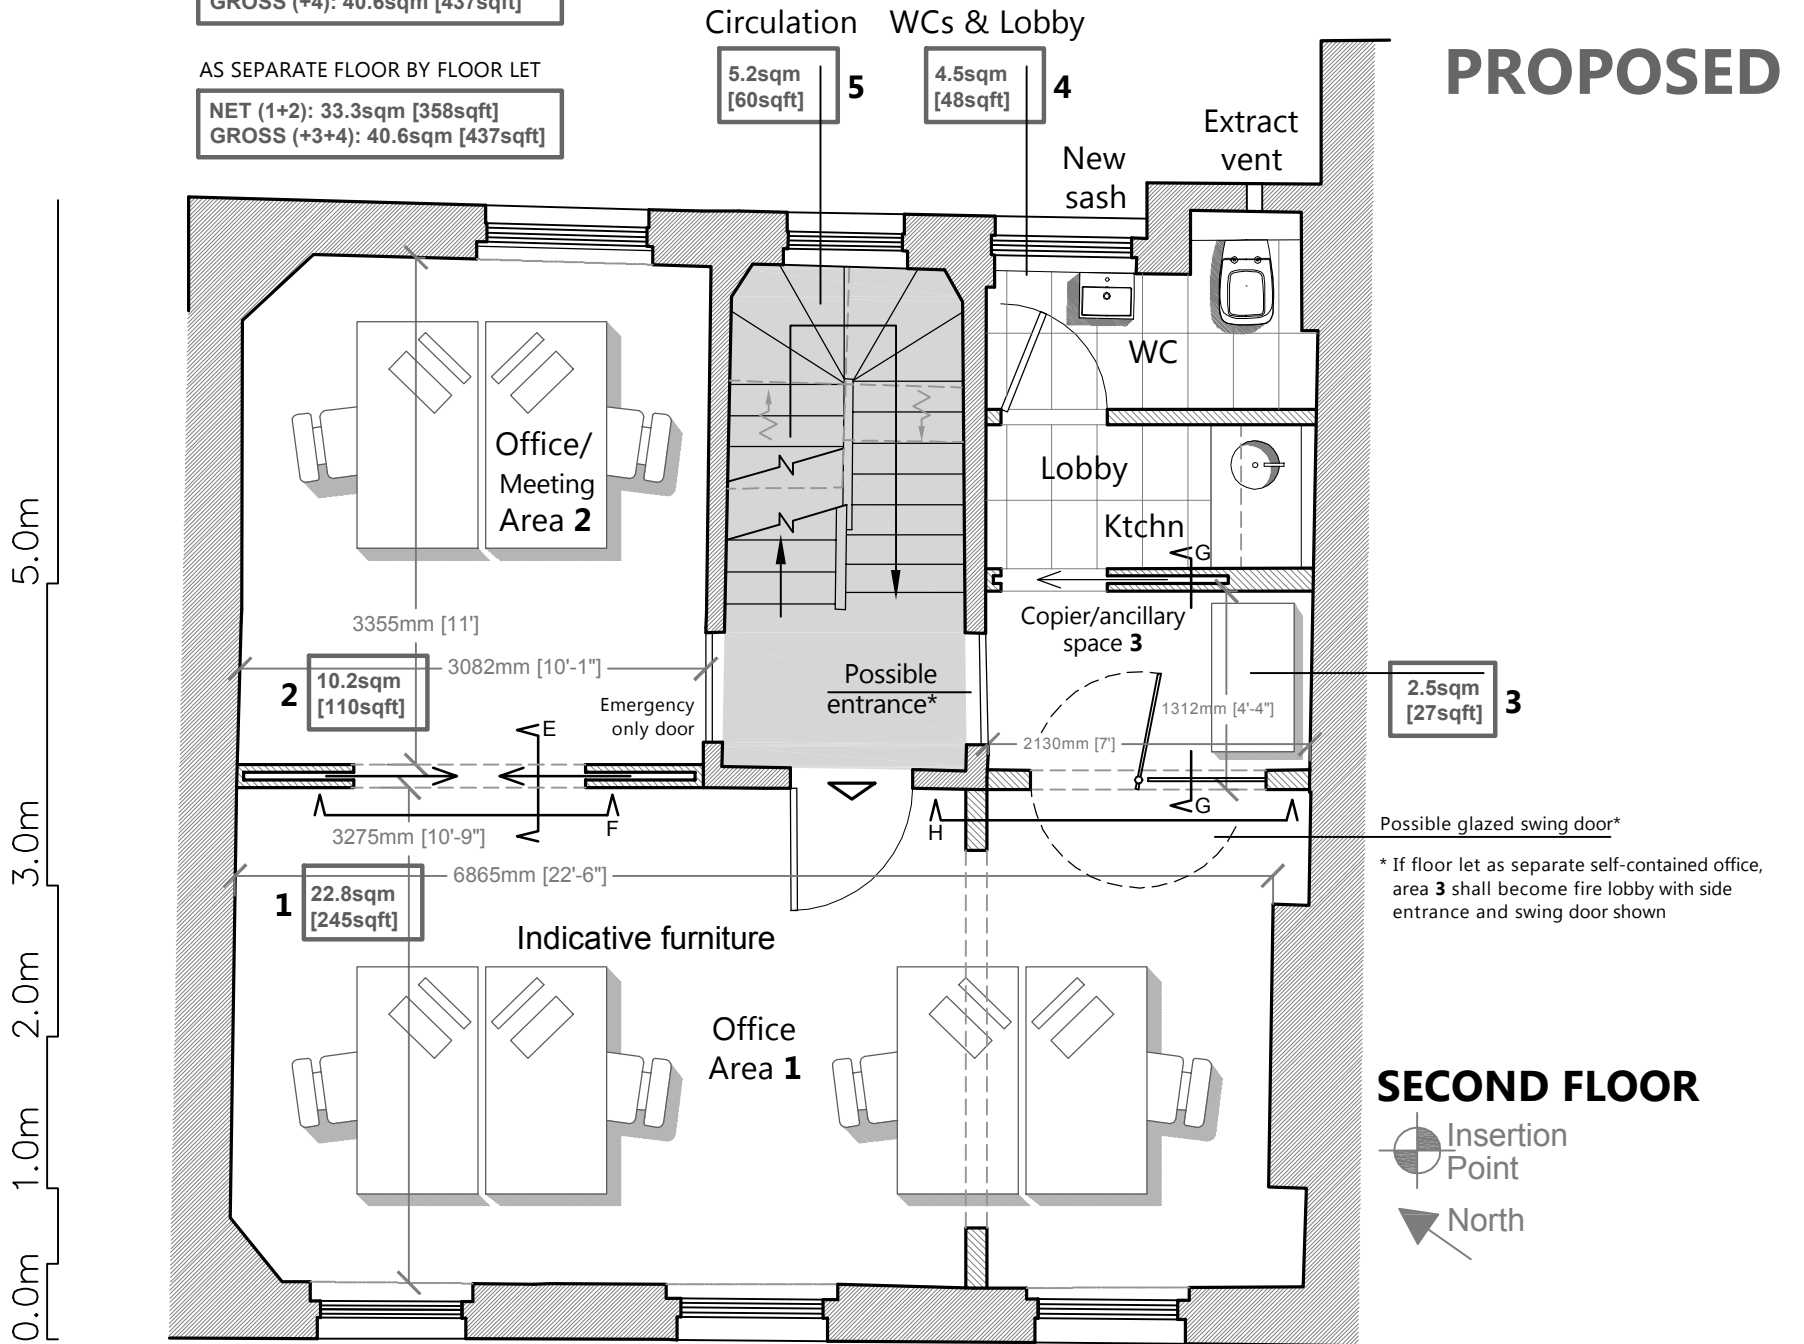 GROSS (+4): 40.6sqm [437sqft]
AS SEPARATE FLOOR BY FLOOR LET
NET (1+2): 33.3sqm [358sqft]
GROSS (+3+4): 40.6sqm [437sqft]
Circulation
5.2sqm
[60sqft]
5
WCs & Lobby
4.5sqm
[48sqft]
4
PROPOSED
Extract
vent
New
sash
WC
Office/
Meeting
Area 2
Lobby
Ktchn
G
Copier/ancillary
space 3
3355mm [11']
3082mm [10'-1"]
2
10.2sqm
[110sqft]
Emergency
only door
Possible
entrance*
1312mm [4'-4"]
2130mm [7']
2.5sqm
[27sqft]
3
E
F
G
H
3275mm [10'-9"]
6865mm [22'-6"]
1
22.8sqm
[245sqft]
Possible glazed swing door*
* If floor let as separate self-contained office,
area 3 shall become fire lobby with side
entrance and swing door shown
Indicative furniture
Office
Area 1
SECOND FLOOR
Insertion
Point
North
5.0m
3.0m
2.0m
1.0m
0.0m
N
N